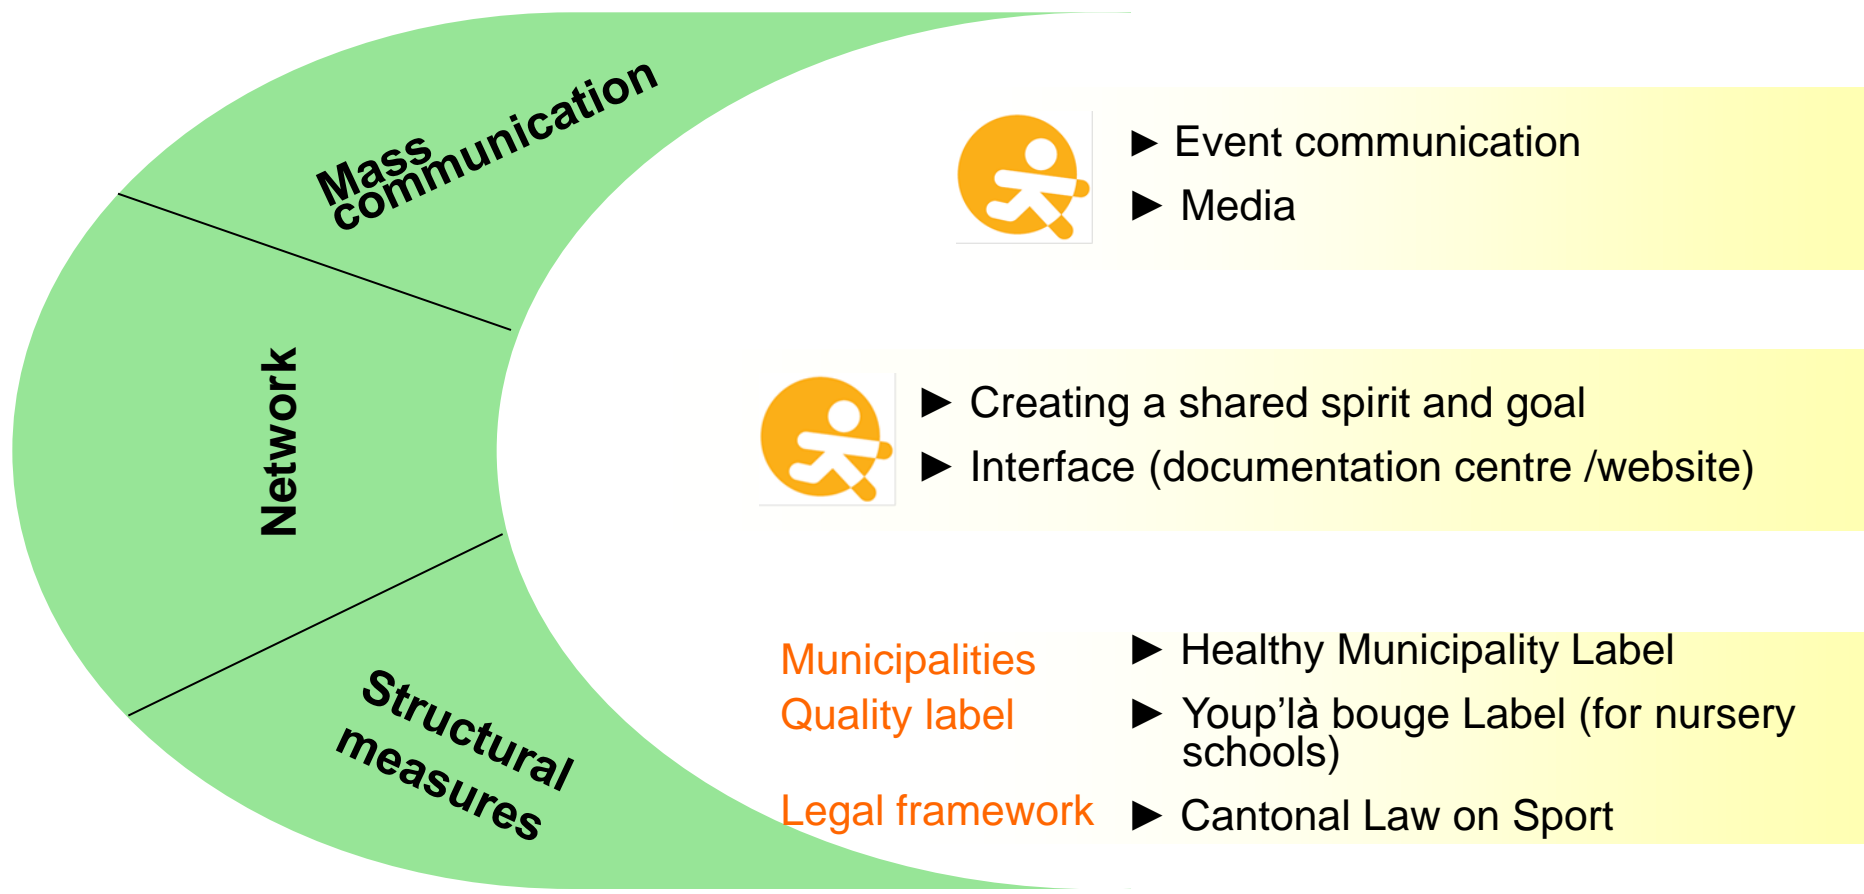 Mass
communication
► Event communication
► Media
Network
► Creating a shared spirit and goal
► Interface (documentation centre /website)
Structural
measures
Municipalities
► Healthy Municipality Label
Quality label
► Youp’là bouge Label (for nursery
schools)
Legal framework
► Cantonal Law on Sport